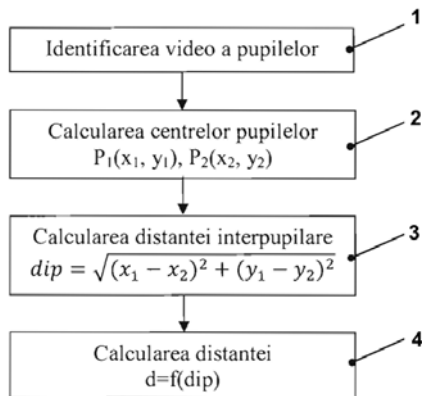 1
Identificarea video a pupilelor
2
Calcularea centrelor pupilelor
P₁(x₁, y₁), P₂(x₂, y₂)
3
Calcularea distantei interpupilare
dip = √((x₁ − x₂)² + (y₁ − y₂)²)
4
Calcularea distantei
d=f(dip)